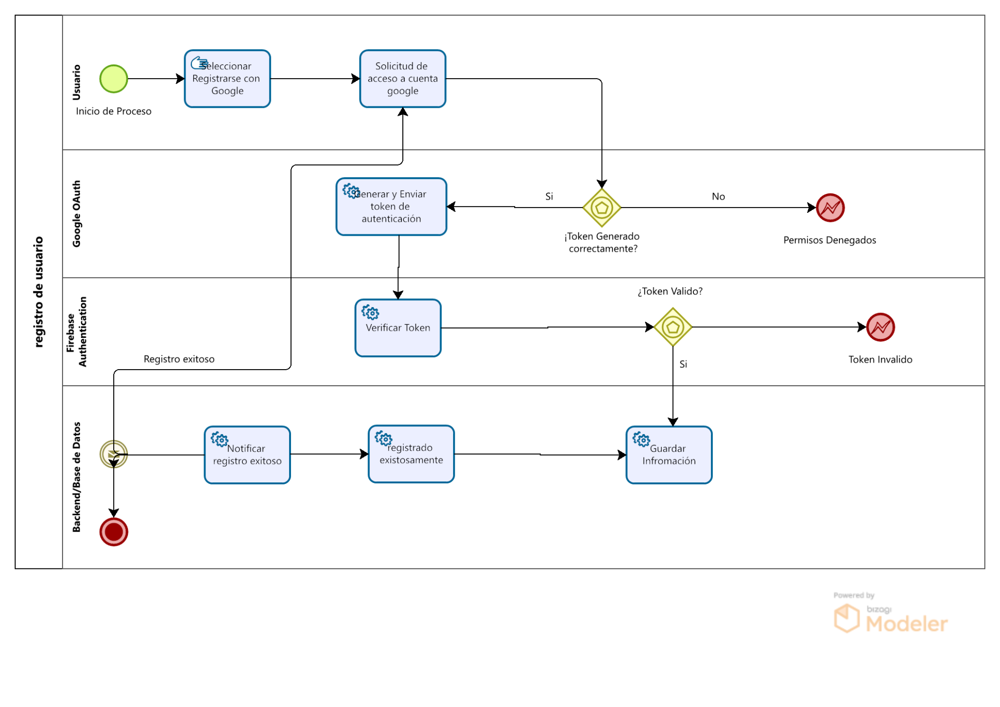 registro de usuario
Usuario
Inicio de Proceso
Seleccionar
Registrarse con
Google
Solicitud de
acceso a cuenta
google
Google OAuth
Generar y Enviar
token de
autenticación
Si
No
¡Token Generado
correctamente?
Permisos Denegados
Firebase
Authentication
Verificar Token
¿Token Valido?
Si
Token Invalido
Registro exitoso
Backend/Base de Datos
Notificar
registro exitoso
registrado
existosamente
Guardar
Infromación
Powered by
bizagi
Modeler